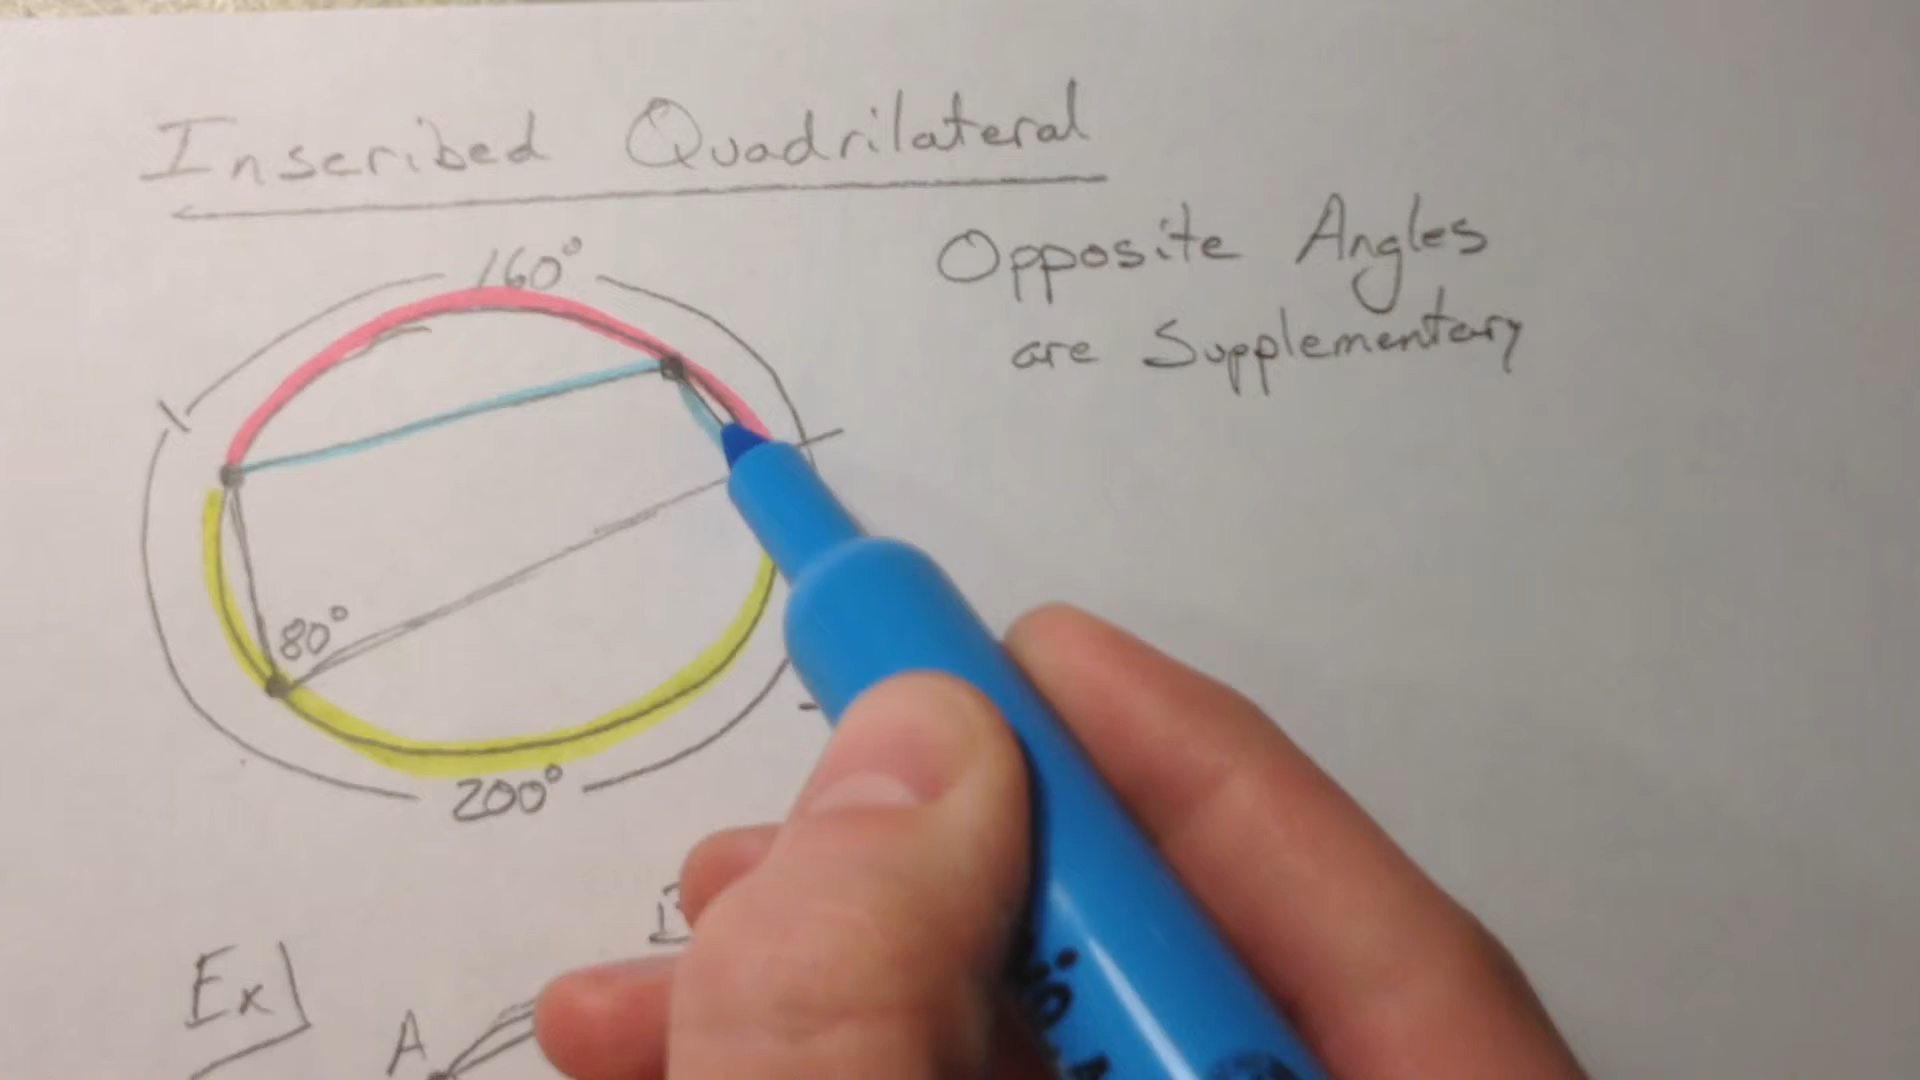 Inscribed Quadrilateral
Opposite Angles
are Supplementary
160°
80°
200°
Ex
A